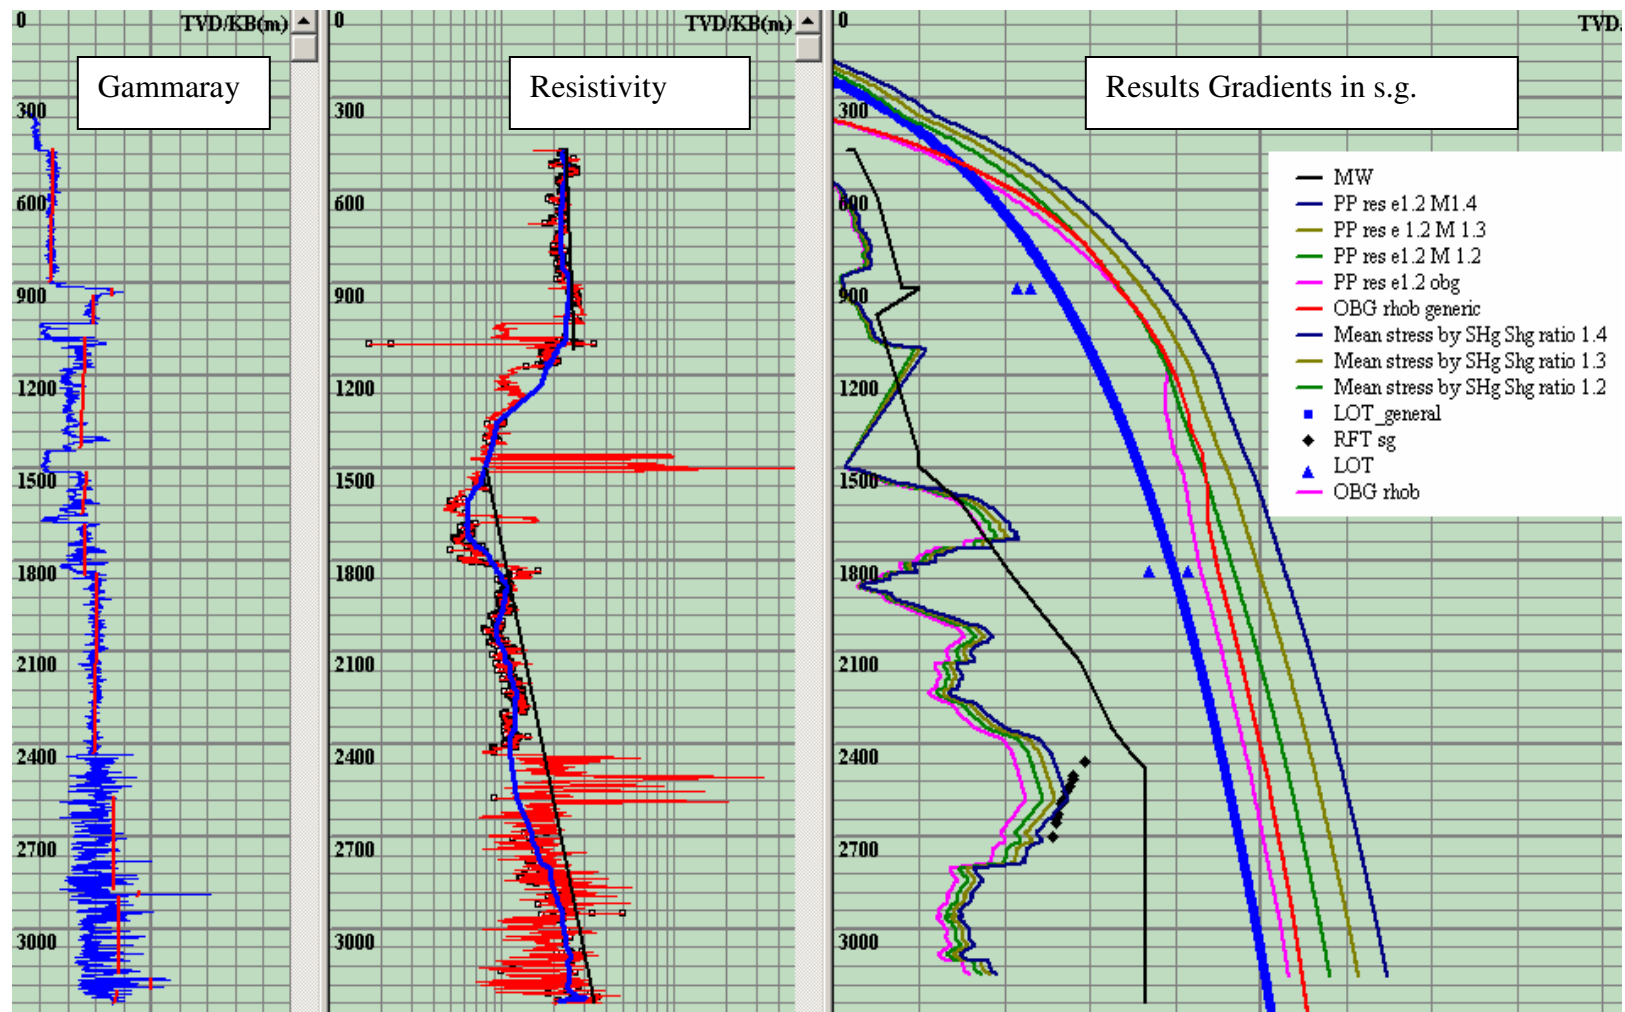 0 TVD/KB(m)
Gammaray
300
600
900
1200
1500
1800
2100
2400
2700
3000
0 TVD/KB(m)
Resistivity
300
600
900
1200
1500
1800
2100
2400
2700
3000
0 TVD.
Results Gradients in s.g.
300
600
900
1200
1500
1800
2100
2400
2700
3000
MW
PP res e1.2 M1.4
PP res e 1.2 M 1.3
PP res e1.2 M 1.2
PP res e1.2 obg
OBG rhob generic
Mean stress by SHg Shg ratio 1.4
Mean stress by SHg Shg ratio 1.3
Mean stress by SHg Shg ratio 1.2
LOT_general
RFT sg
LOT
OBG rhob